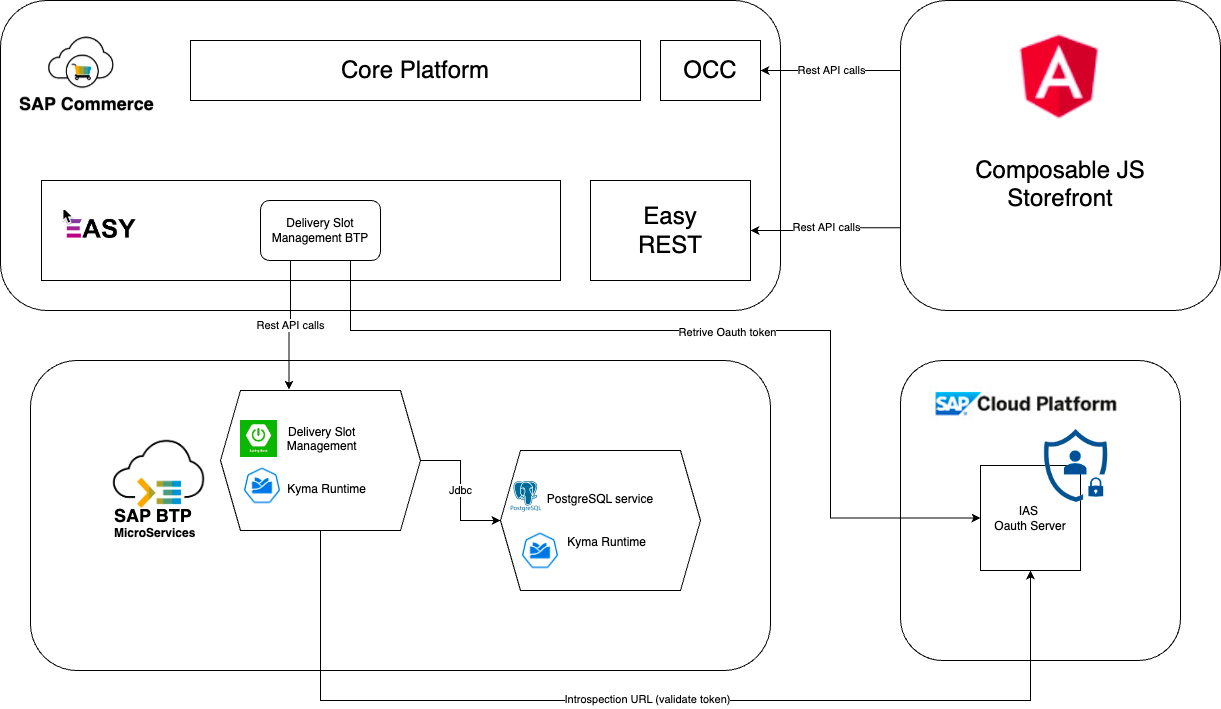 SAP Commerce
Core Platform
OCC
Rest API calls
Composable JS
Storefront
EASY
Delivery Slot
Management BTP
Easy
REST
Rest API calls
Rest API calls
Retrive Oauth token
SAP BTP
MicroServices
Delivery Slot
Management
Kyma Runtime
Jdbc
PostgreSQL
PostgreSQL service
Kyma Runtime
SAP Cloud Platform
IAS
Oauth Server
Introspection URL (validate token)